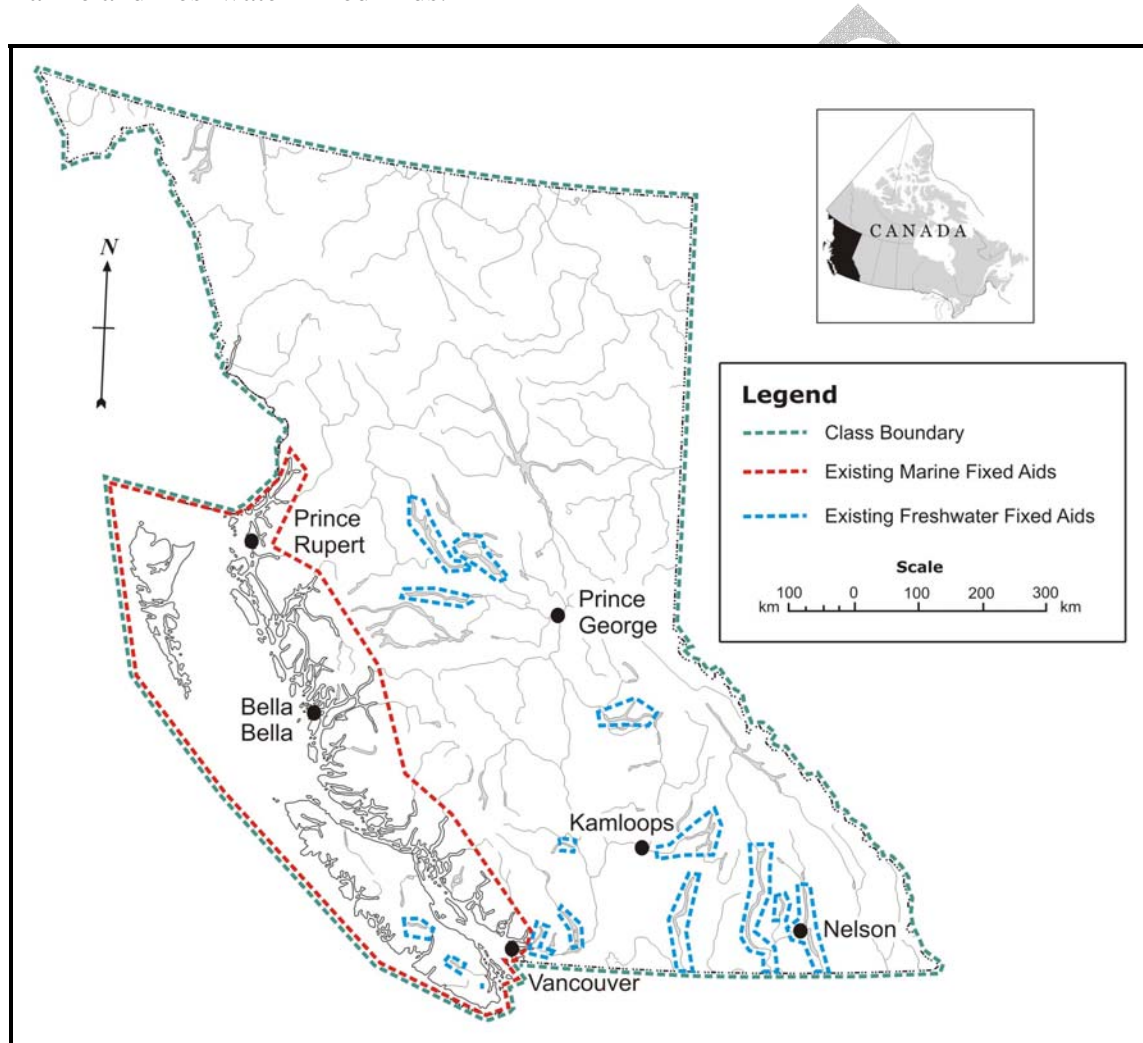 N
CANADA
Legend
Class Boundary
Existing Marine Fixed Aids
Existing Freshwater Fixed Aids
Scale
km 100 0 100 200 300 km
Prince
Rupert
Prince
George
Bella
Bella
Kamloops
Nelson
Vancouver